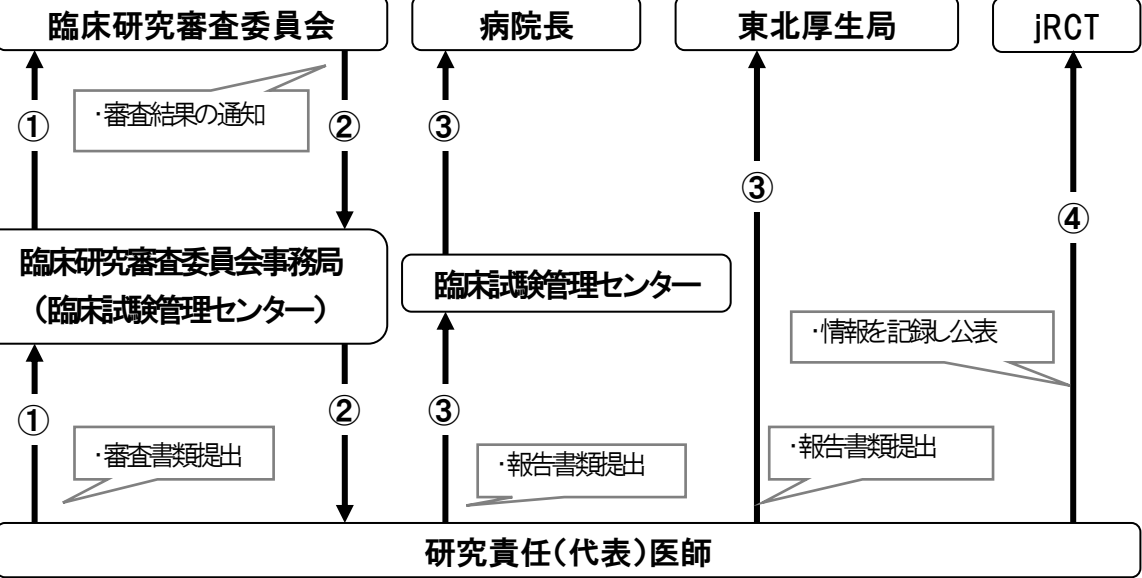 臨床研究審査委員会
病院長
東北厚生局
jRCT
・審査結果の通知
①
②
③
③
④
臨床研究審査委員会事務局
（臨床試験管理センター）
臨床試験管理センター
・情報を記録し公表
①
②
③
・審査書類提出
・報告書類提出
・報告書類提出
研究責任（代表）医師